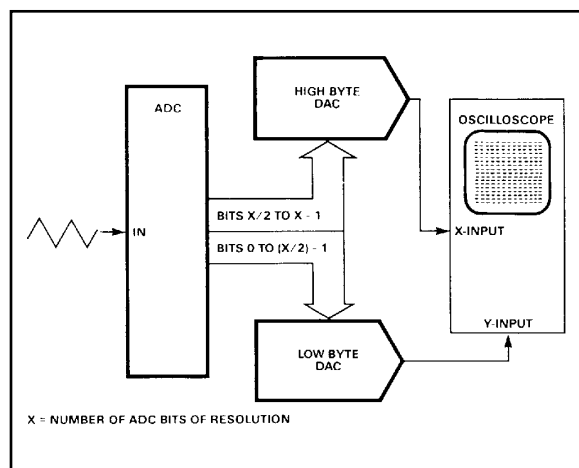 ADC
HIGH BYTE
DAC
OSCILLOSCOPE
BITS X/2 TO X - 1
IN
X-INPUT
BITS 0 TO (X/2) - 1
Y-INPUT
LOW BYTE
DAC
X = NUMBER OF ADC BITS OF RESOLUTION